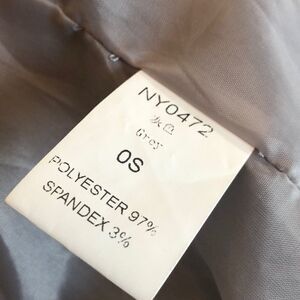 NY0472
灰色
Grey
0S
POLYESTER 97%
SPANDEX 3%